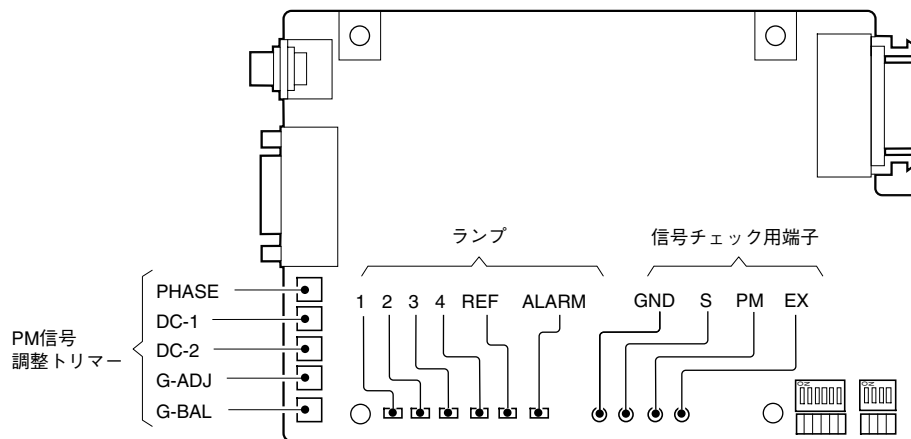 ランプ
信号チェック用端子
1 2 3 4 REF ALARM
GND S PM EX
PM信号
調整トリマー
PHASE
DC-1
DC-2
G-ADJ
G-BAL
ON
ON